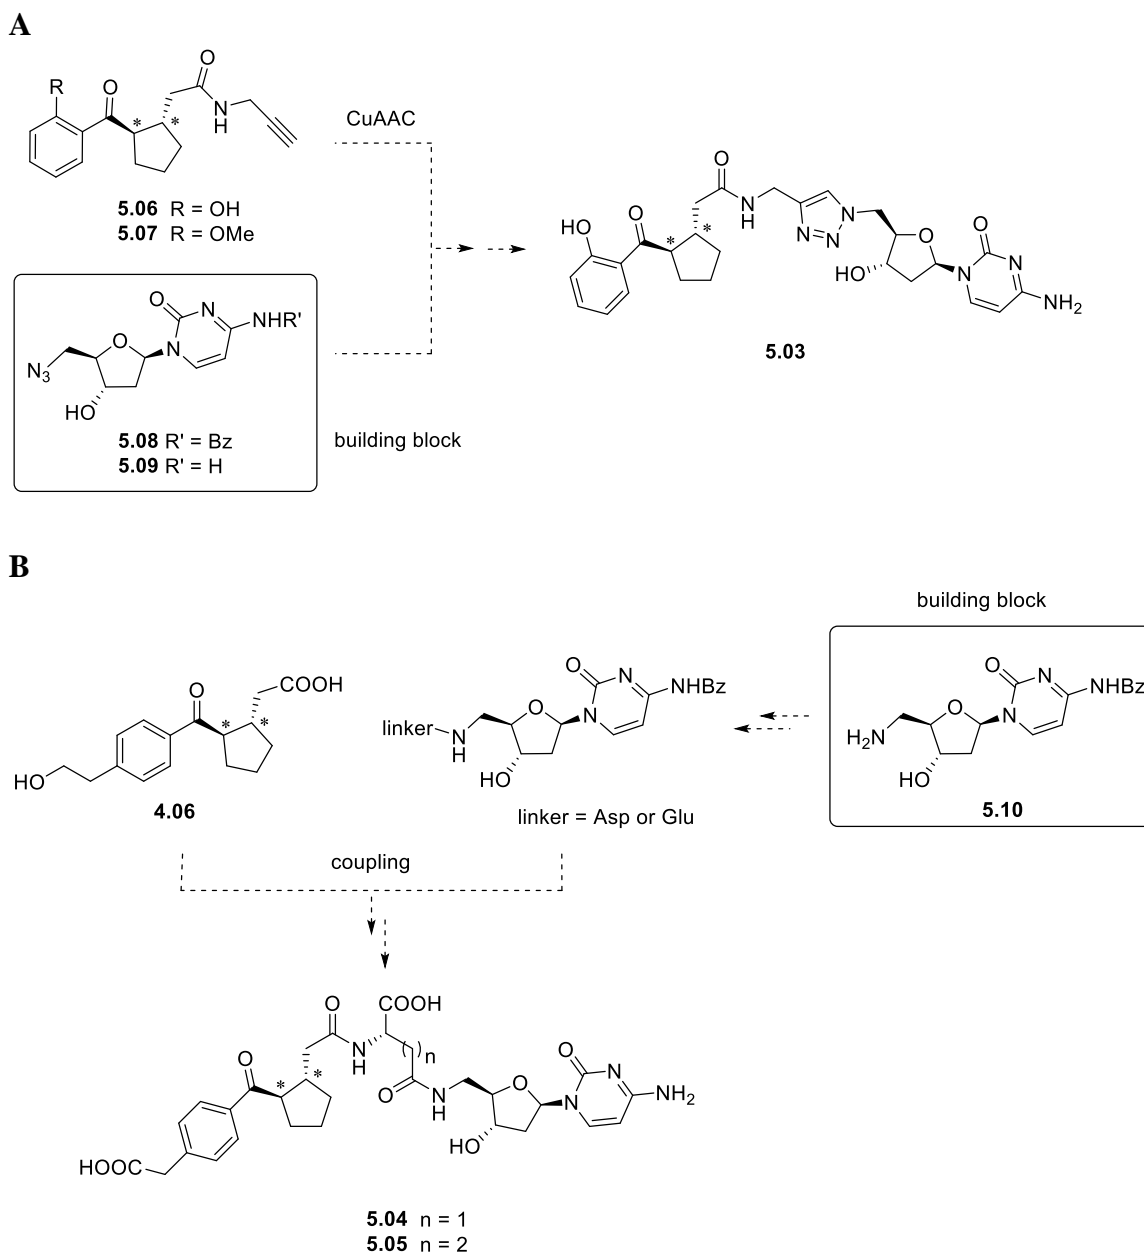 A
R
O
O
N
H
*
*
5.06 R = OH
5.07 R = OMe
CuAAC
HO
O
O
N
H
*
*
N
N
N
O
HO
O
N
N
NH2
5.03
O
N
NHR'
O
N
N3
HO
5.08 R' = Bz
5.09 R' = H
building block
B
building block
O
COOH
*
*
HO
4.06
O
N
NHBz
O
N
linker
N
H
HO
linker = Asp or Glu
O
N
NHBz
O
N
H2N
HO
5.10
coupling
O
COOH
N
H
( )n
O
*
*
O
N
H
O
HO
O
N
N
NH2
HOOC
5.04 n = 1
5.05 n = 2